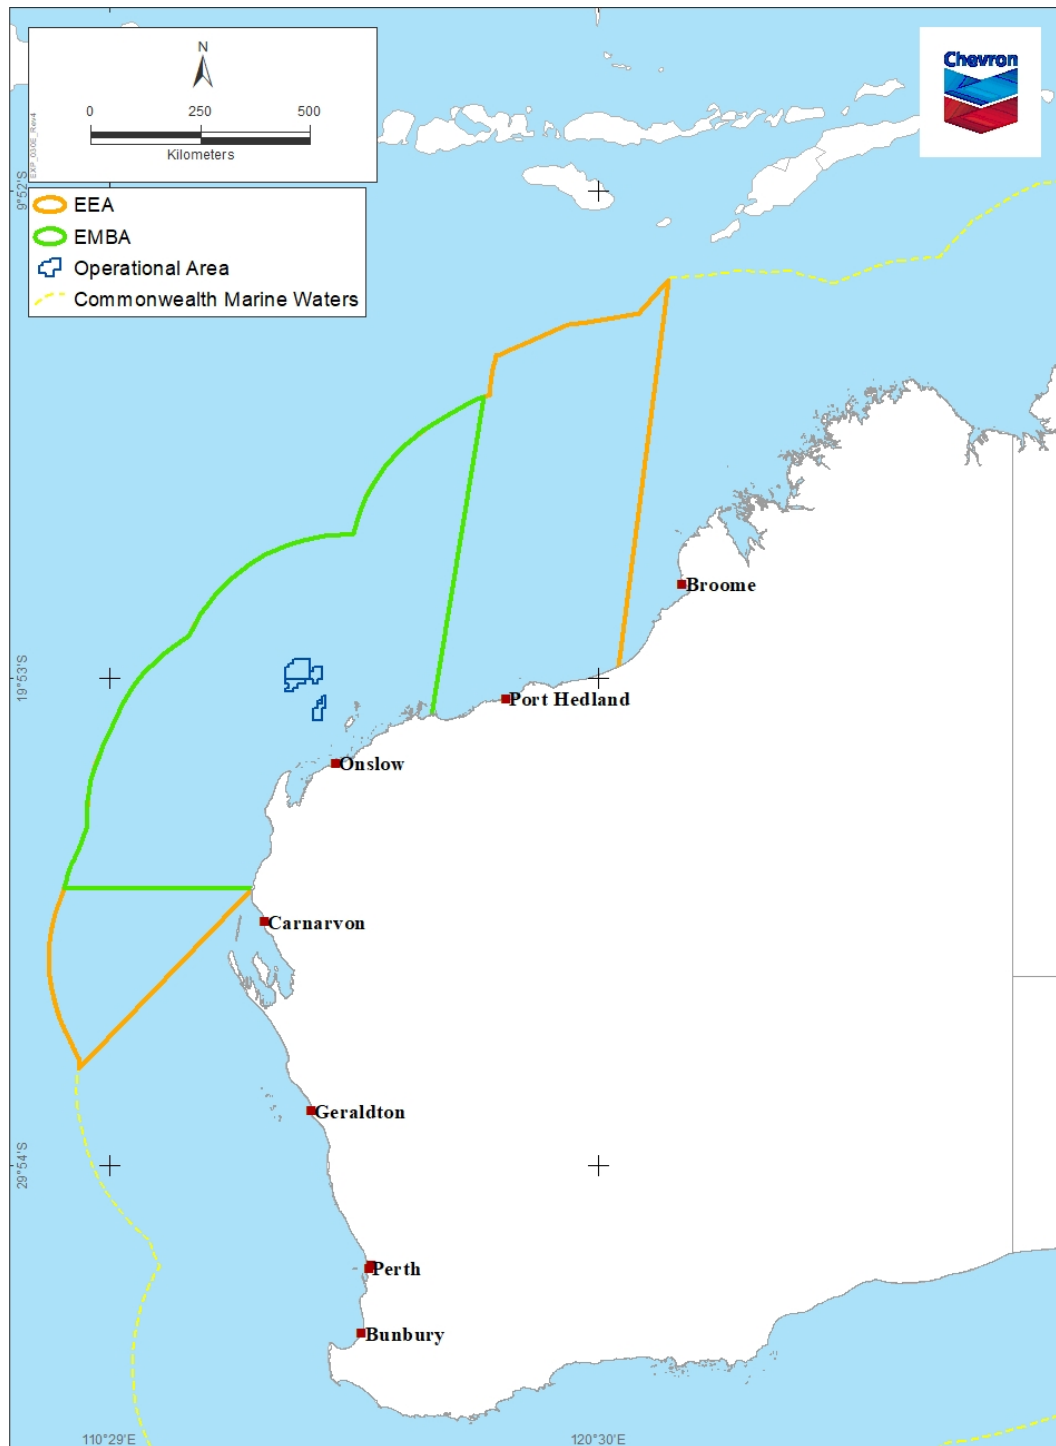 N
0 250 500
Kilometers
EXP_030E_Rev4
Chevron
EEA
EMBA
Operational Area
Commonwealth Marine Waters
9°52'S
Broome
19°53'S
Port Hedland
Onslow
Carnarvon
Geraldton
29°54'S
Perth
Bunbury
110°29'E
120°30'E